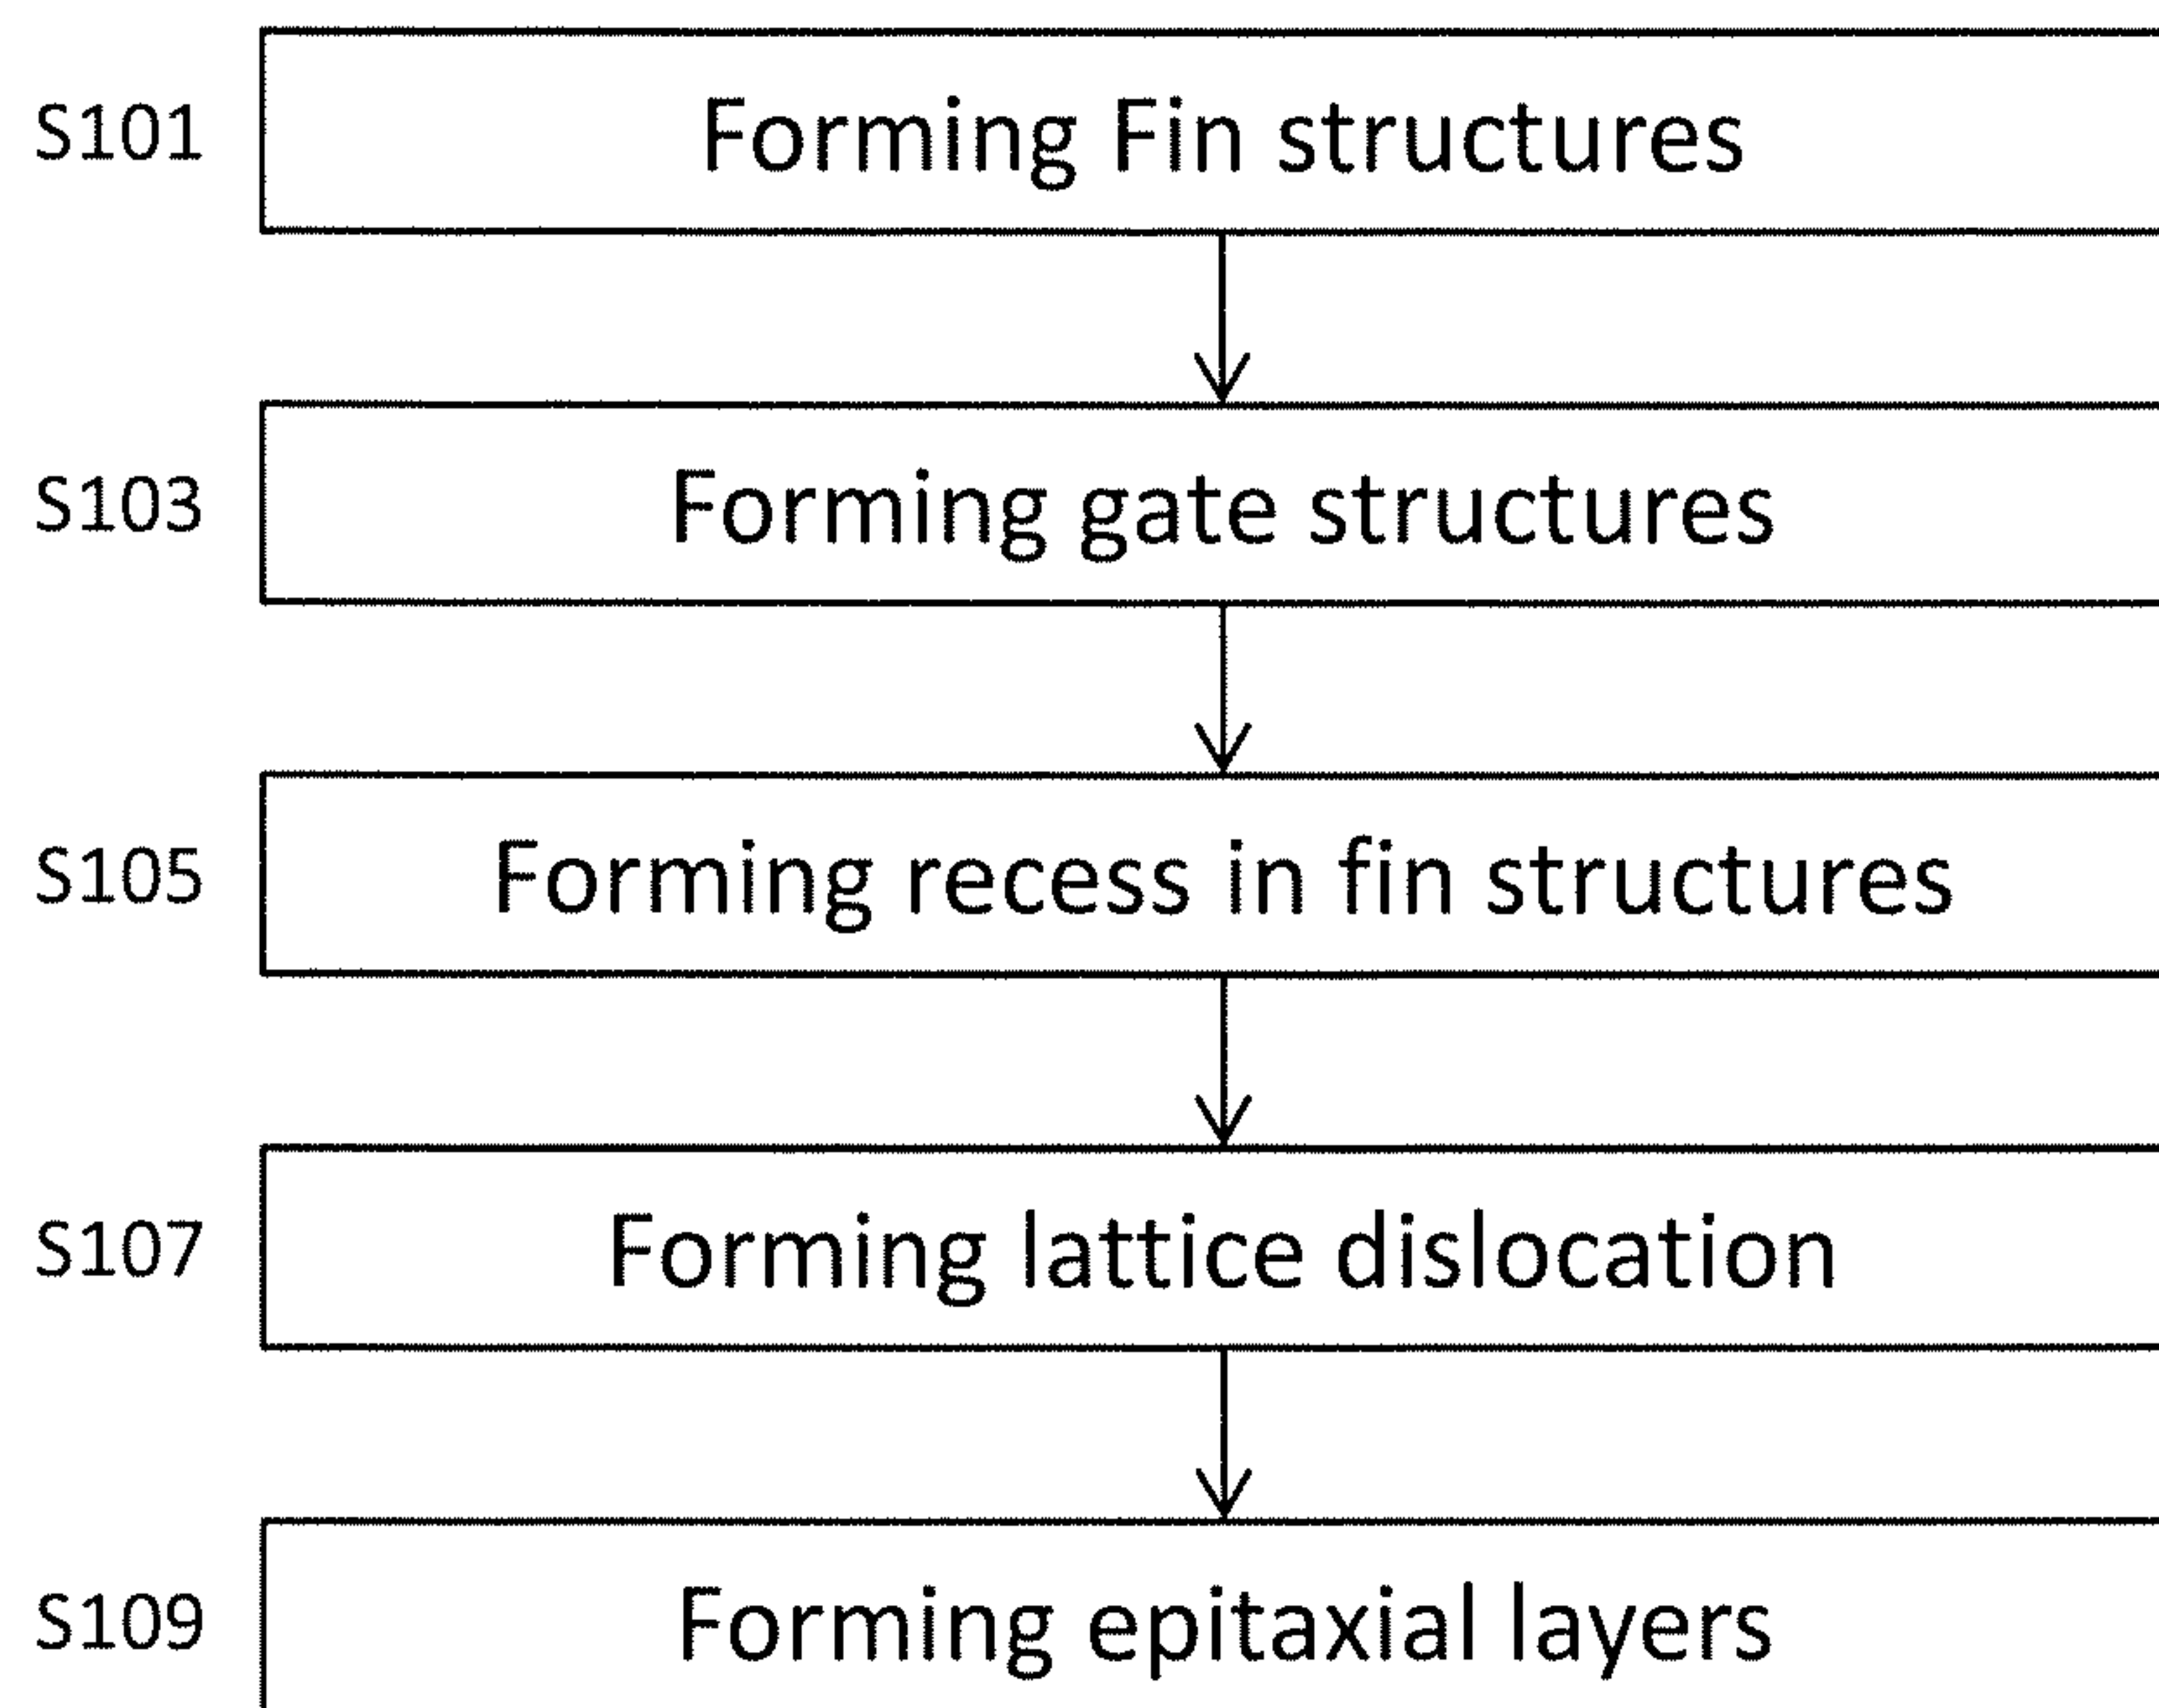 S101 Forming Fin structures
S103 Forming gate structures
S105 Forming recess in fin structures
S107 Forming lattice dislocation
S109 Forming epitaxial layers